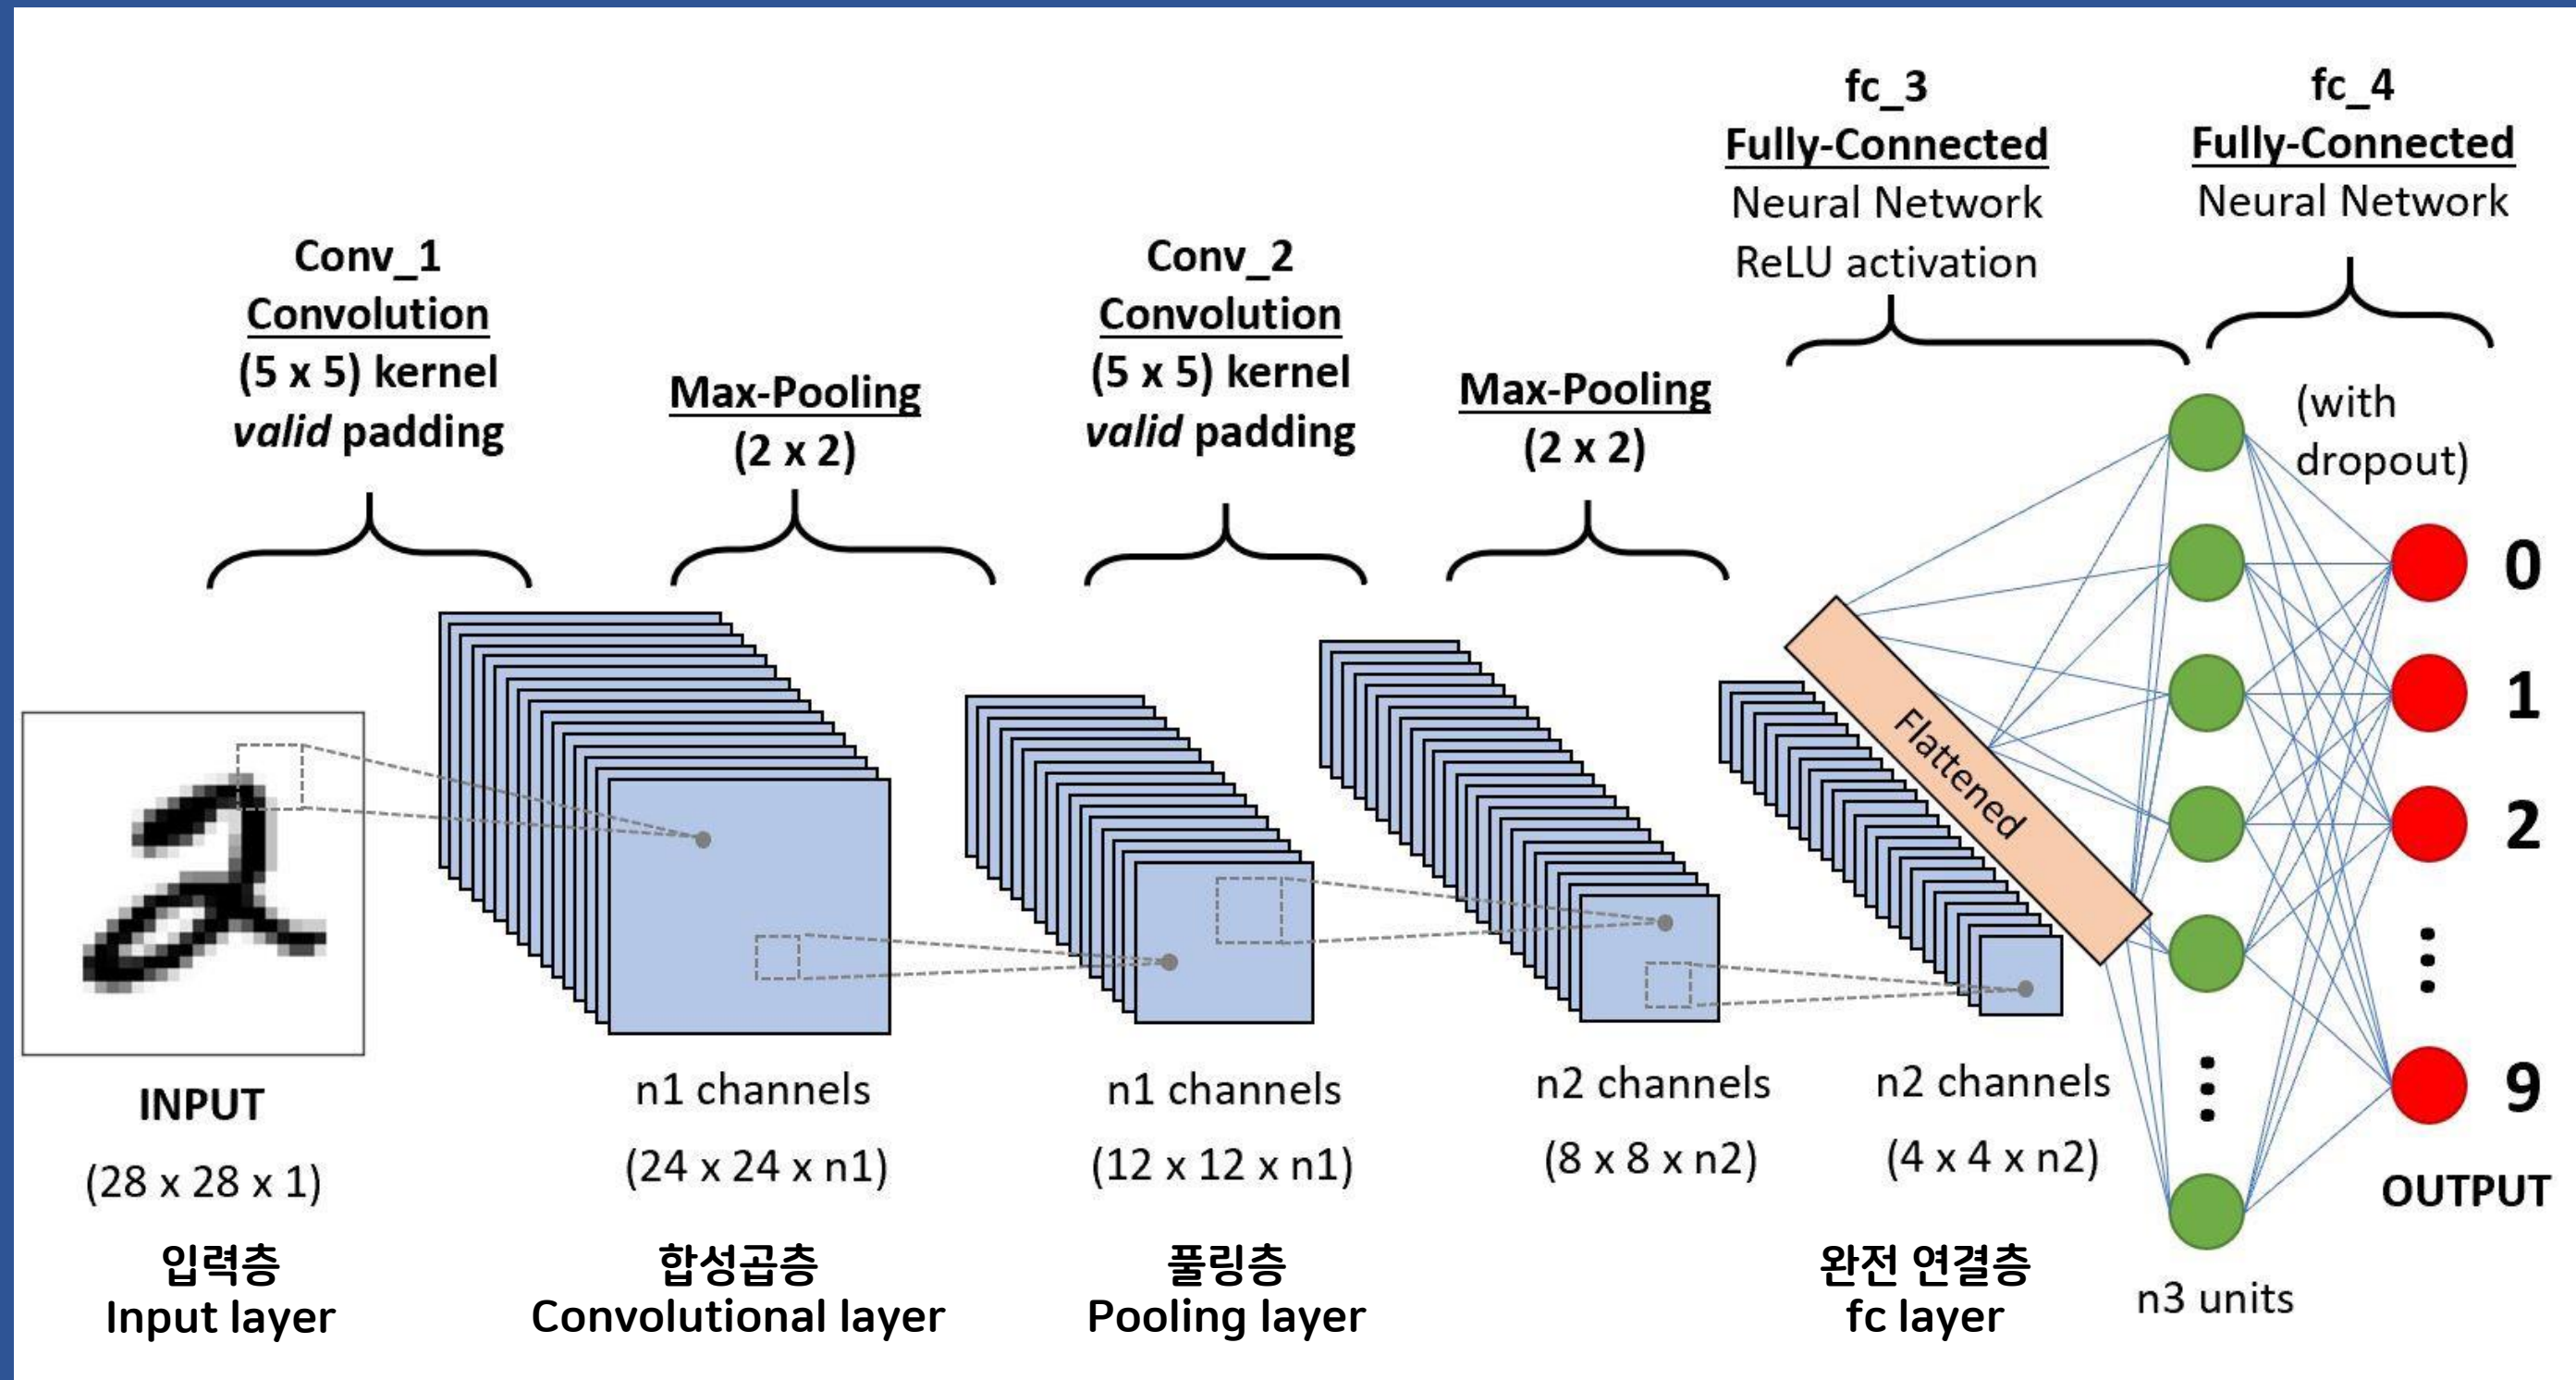 Conv_1
Convolution
(5 x 5) kernel
valid padding
Max-Pooling
(2 x 2)
Conv_2
Convolution
(5 x 5) kernel
valid padding
Max-Pooling
(2 x 2)
fc_3
Fully-Connected
Neural Network
ReLU activation
fc_4
Fully-Connected
Neural Network
(with
dropout)
Flattened
0
1
2
9
OUTPUT
INPUT
(28 x 28 x 1)
n1 channels
(24 x 24 x n1)
n1 channels
(12 x 12 x n1)
n2 channels
(8 x 8 x n2)
n2 channels
(4 x 4 x n2)
n3 units
입력층
Input layer
합성곱층
Convolutional layer
풀링층
Pooling layer
완전 연결층
fc layer